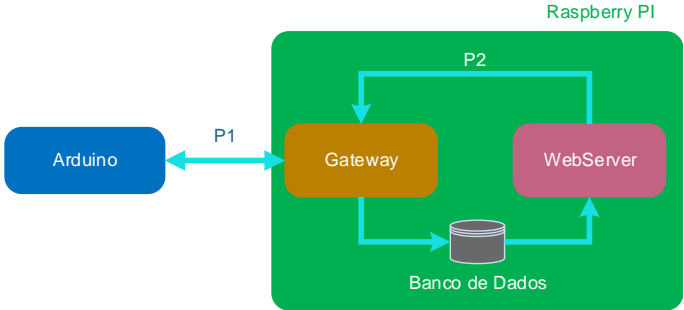 Raspberry PI
P2
P1
Arduino
Gateway
WebServer
Banco de Dados